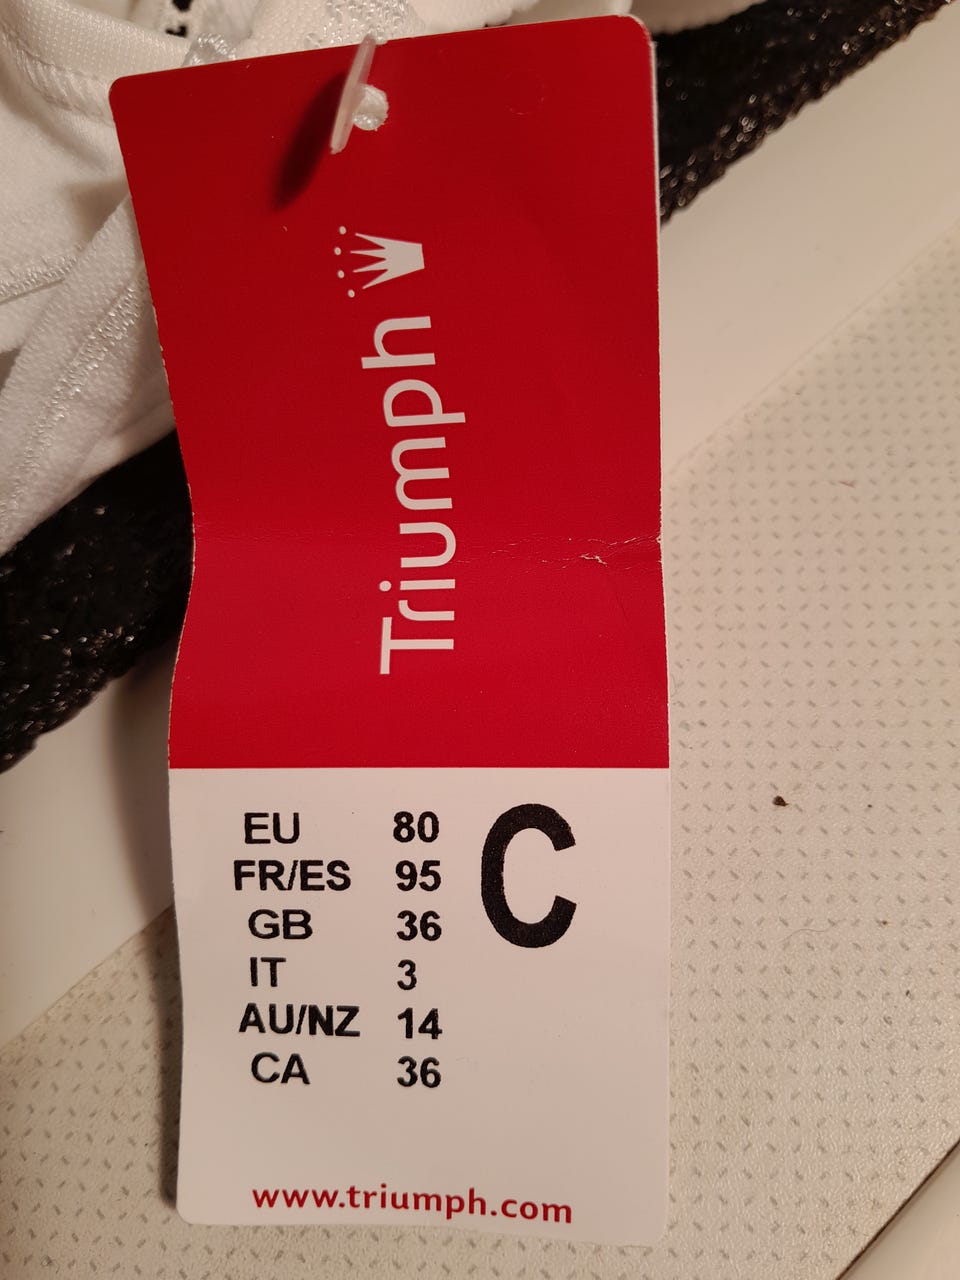 Triumph
EU 80 C
FR/ES 95
GB 36
IT 3
AU/NZ 14
CA 36
www.triumph.com